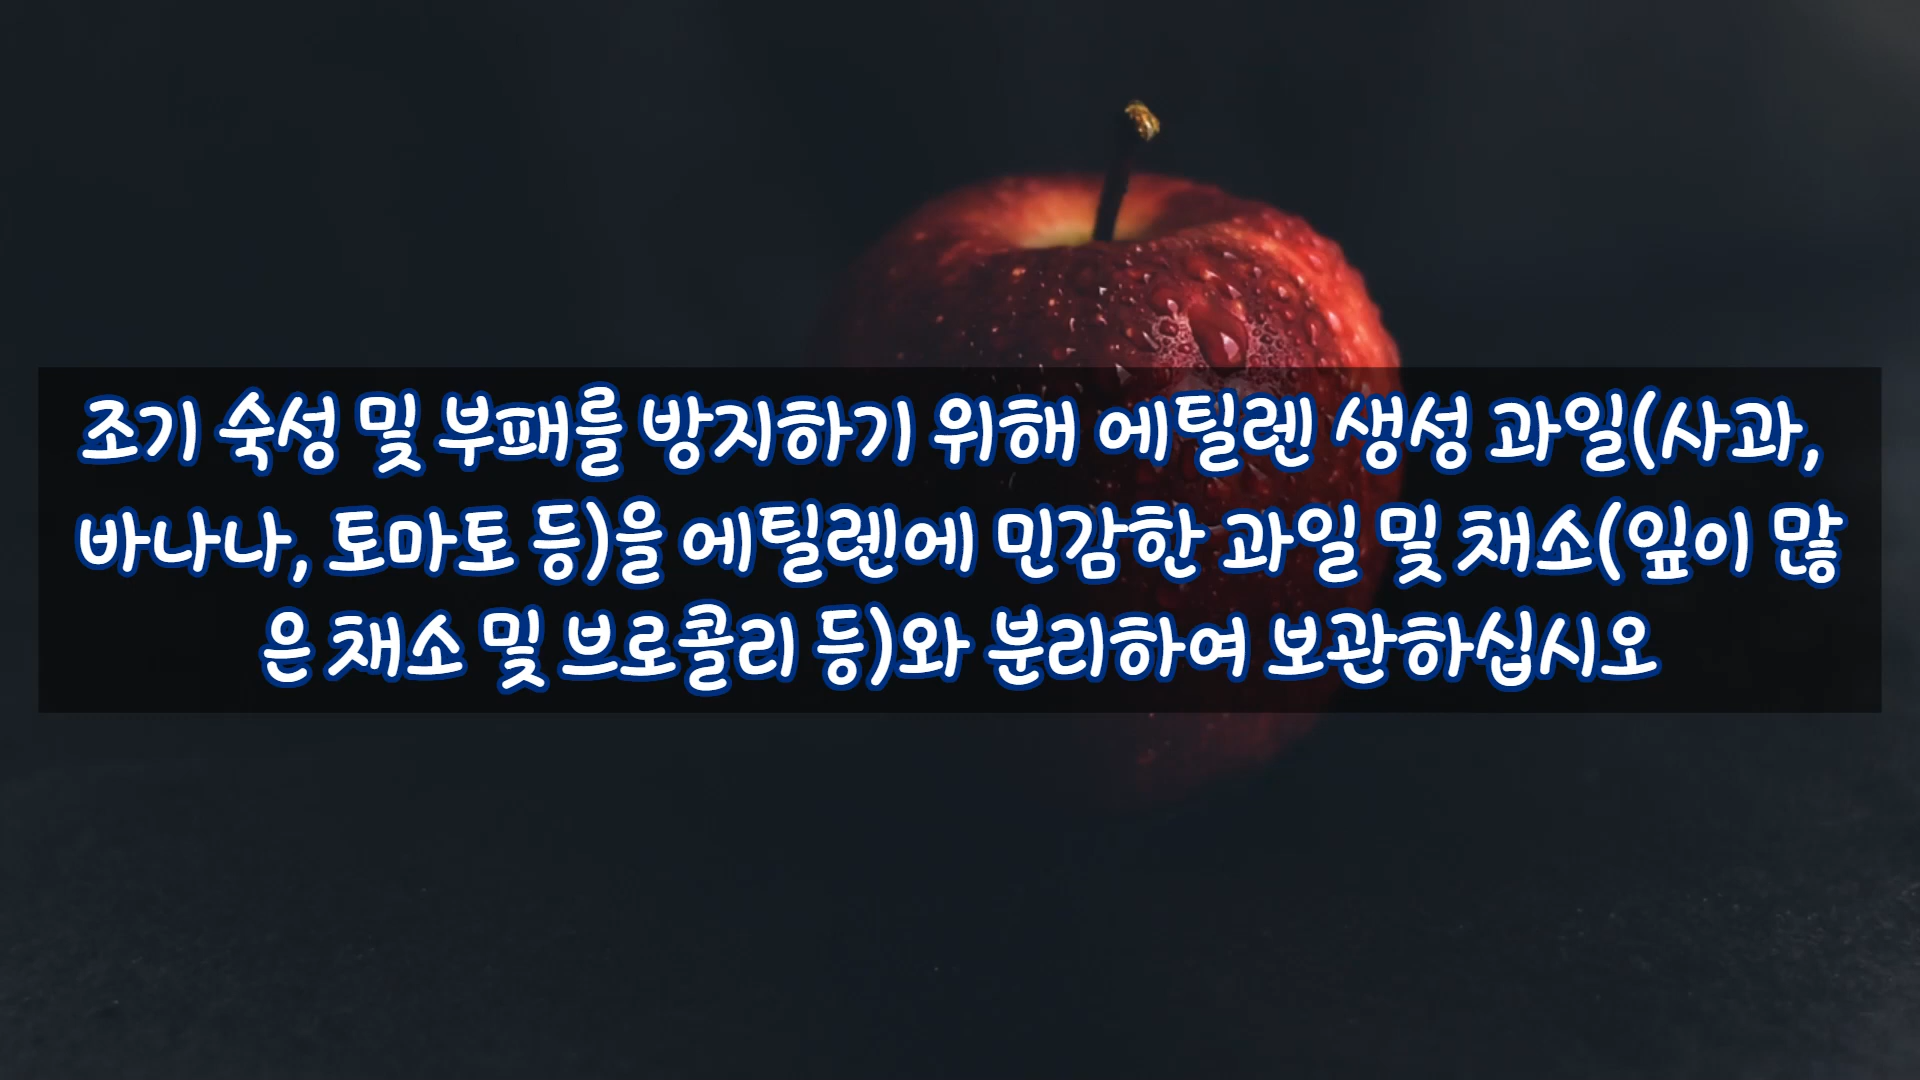 조기 숙성 및 부패를 방지하기 위해 에틸렌 생성 과일(사과,
바나나, 토마토 등)을 에틸렌에 민감한 과일 및 채소(잎이 많
은 채소 및 브로콜리 등)와 분리하여 보관하십시오